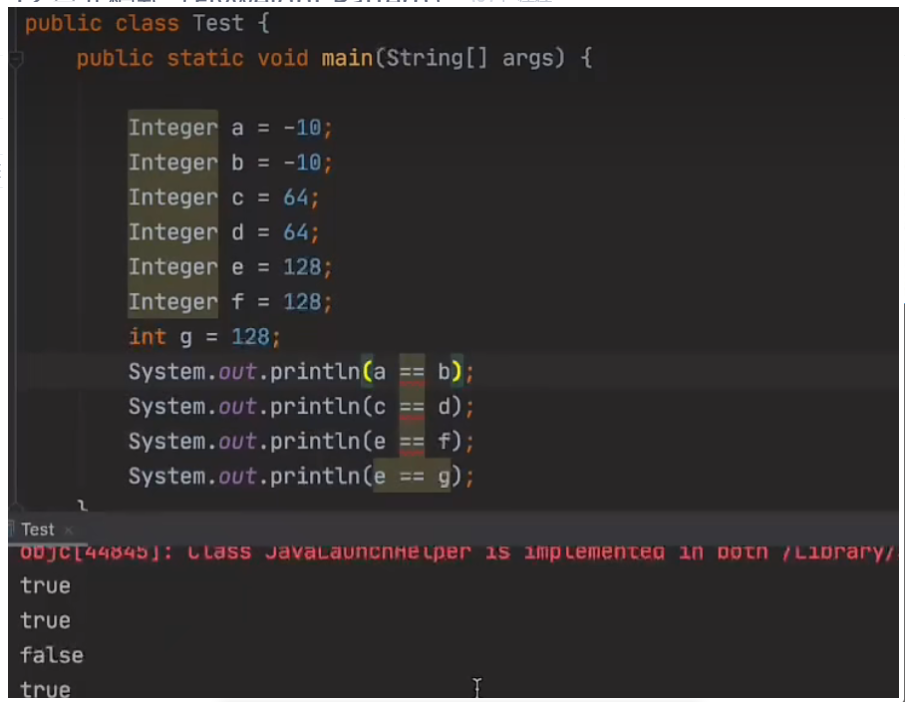 public class Test {
public static void main(String[] args) {
Integer a = -10;
Integer b = -10;
Integer c = 64;
Integer d = 64;
Integer e = 128;
Integer f = 128;
int g = 128;
System.out.println(a == b);
System.out.println(c == d);
System.out.println(e == f);
System.out.println(e == g);
}
Test
objc[44845]: Class JavaLaunchHelper is implemented in both /Library/
true
true
false
true